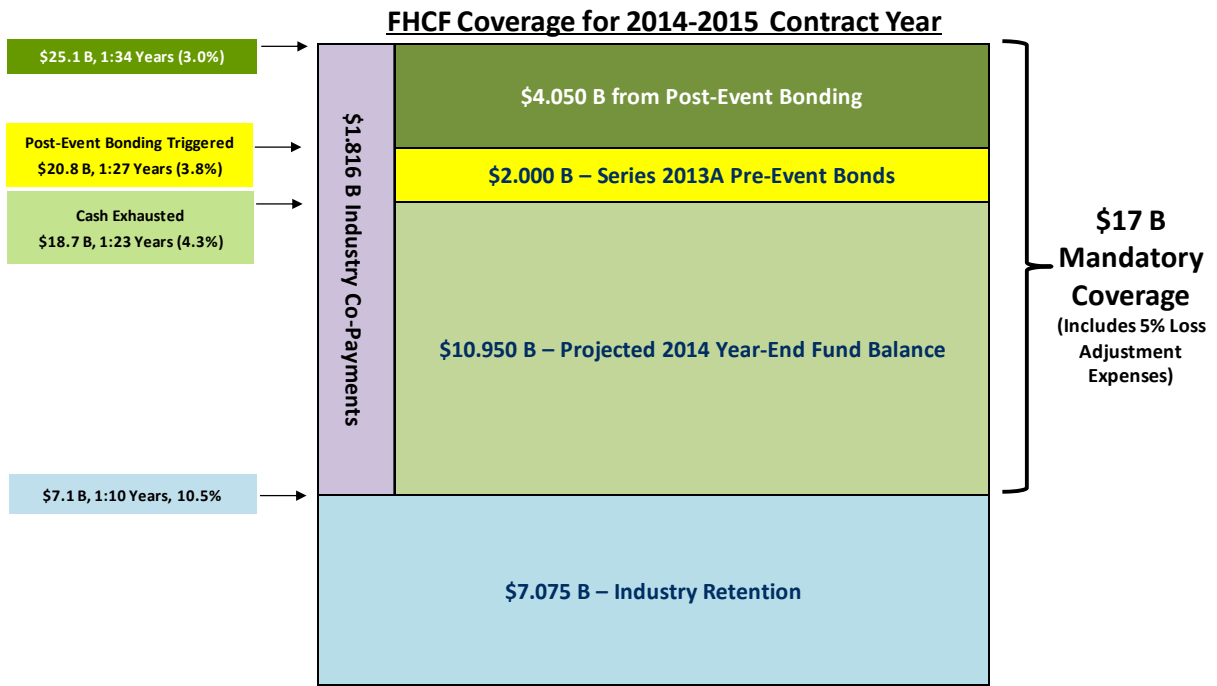 FHCF Coverage for 2014-2015 Contract Year
$25.1 B, 1:34 Years (3.0%)
Post-Event Bonding Triggered
$20.8 B, 1:27 Years (3.8%)
Cash Exhausted
$18.7 B, 1:23 Years (4.3%)
$7.1 B, 1:10 Years, 10.5%
$1.816 B Industry Co-Payments
$4.050 B from Post-Event Bonding
$2.000 B – Series 2013A Pre-Event Bonds
$10.950 B – Projected 2014 Year-End Fund Balance
$7.075 B – Industry Retention
$17 B
Mandatory
Coverage
(Includes 5% Loss
Adjustment
Expenses)